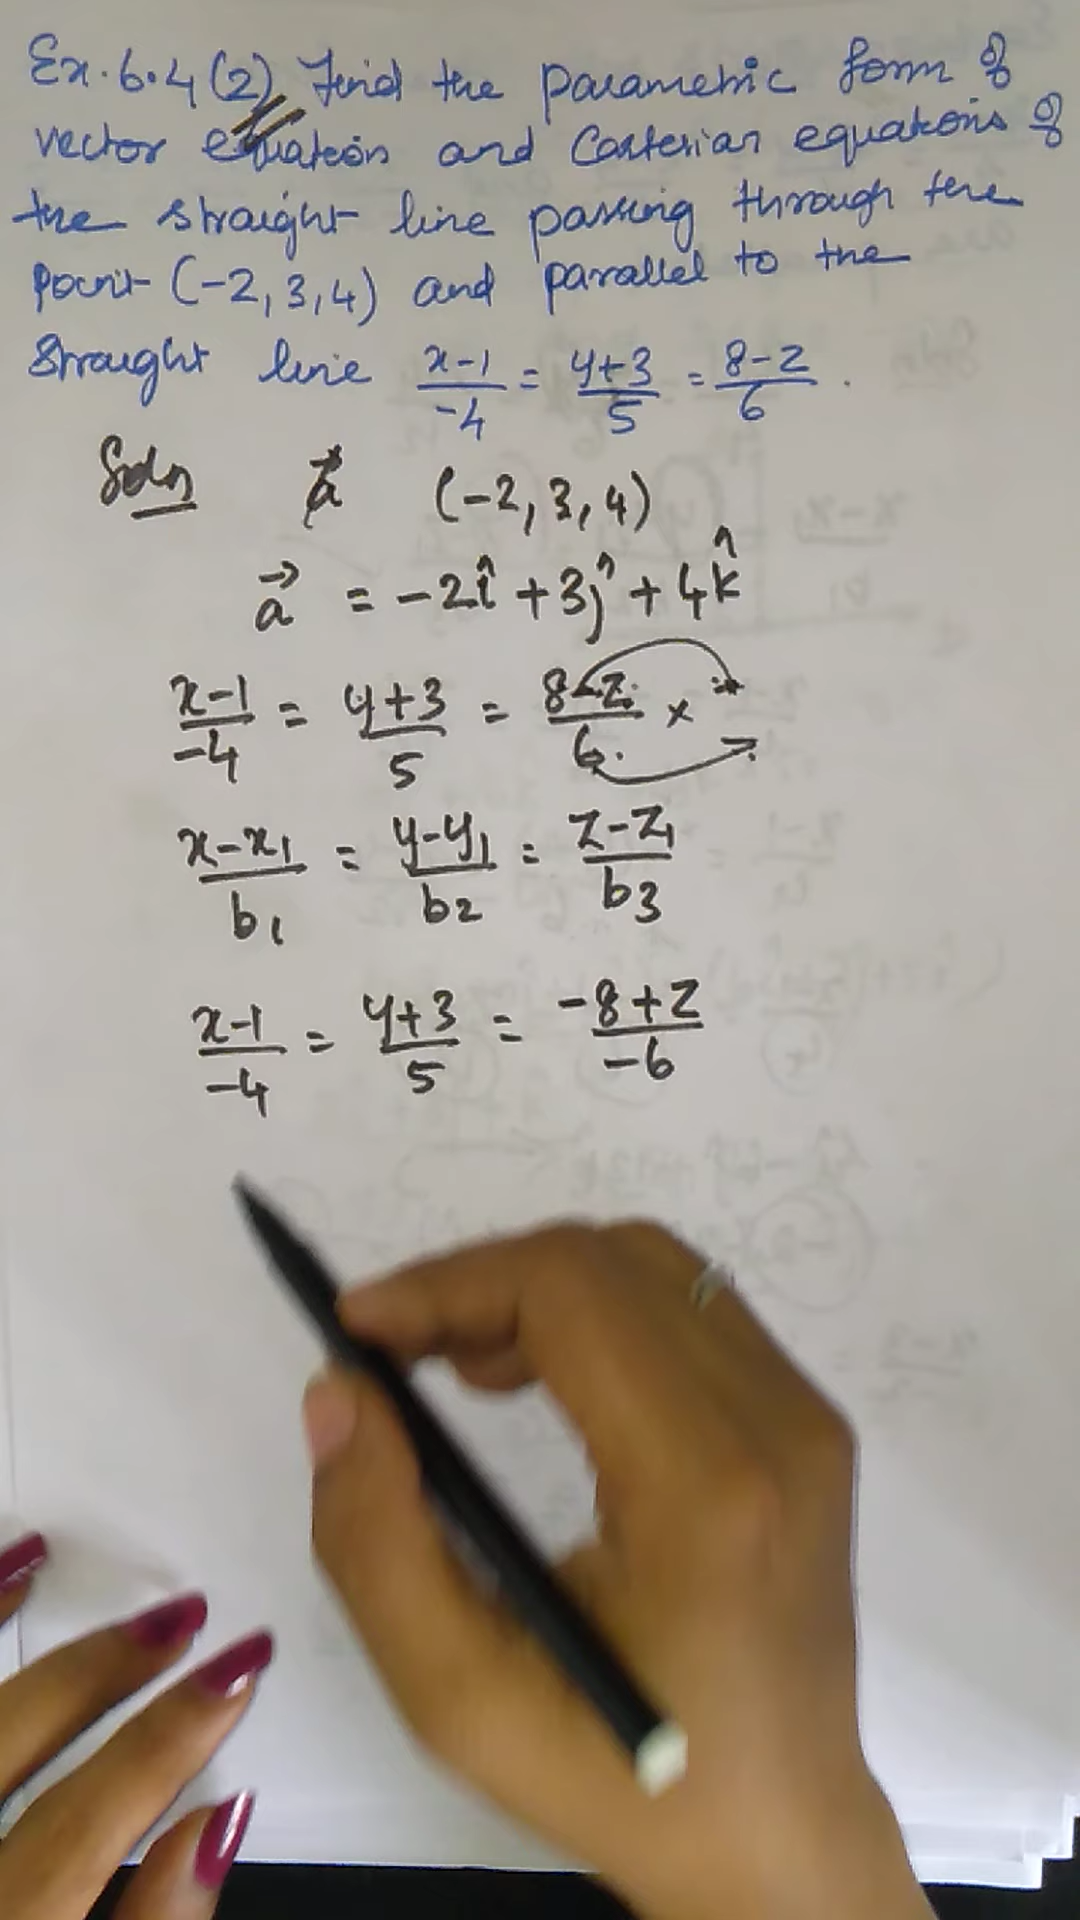 Ex. 6.4 (2) Find the parametric form of
vector equation and Cartesian equations of
the straight line passing through the
point (-2, 3, 4) and parallel to the
straight line x-1/-4 = y+3/5 = 8-z/6 .
Soln a⃗ (-2, 3, 4)
a⃗ = -2î + 3ĵ + 4k̂
x-1/-4 = y+3/5 = 8-z/6 × -
x-x₁/b₁ = y-y₁/b₂ = z-z₁/b₃
x-1/-4 = y+3/5 = -8+z/-6